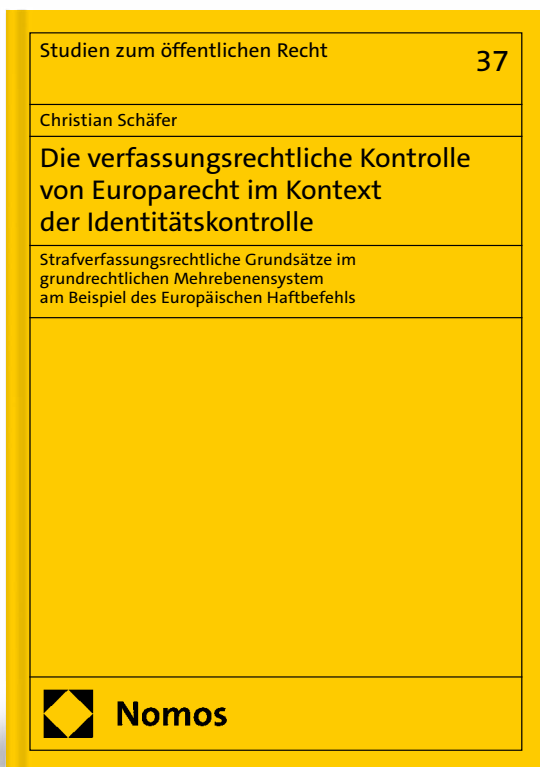 Studien zum öffentlichen Recht
37
Christian Schäfer
Die verfassungsrechtliche Kontrolle
von Europarecht im Kontext
der Identitätskontrolle
Strafverfassungsrechtliche Grundsätze im
grundrechtlichen Mehrebenensystem
am Beispiel des Europäischen Haftbefehls
Nomos